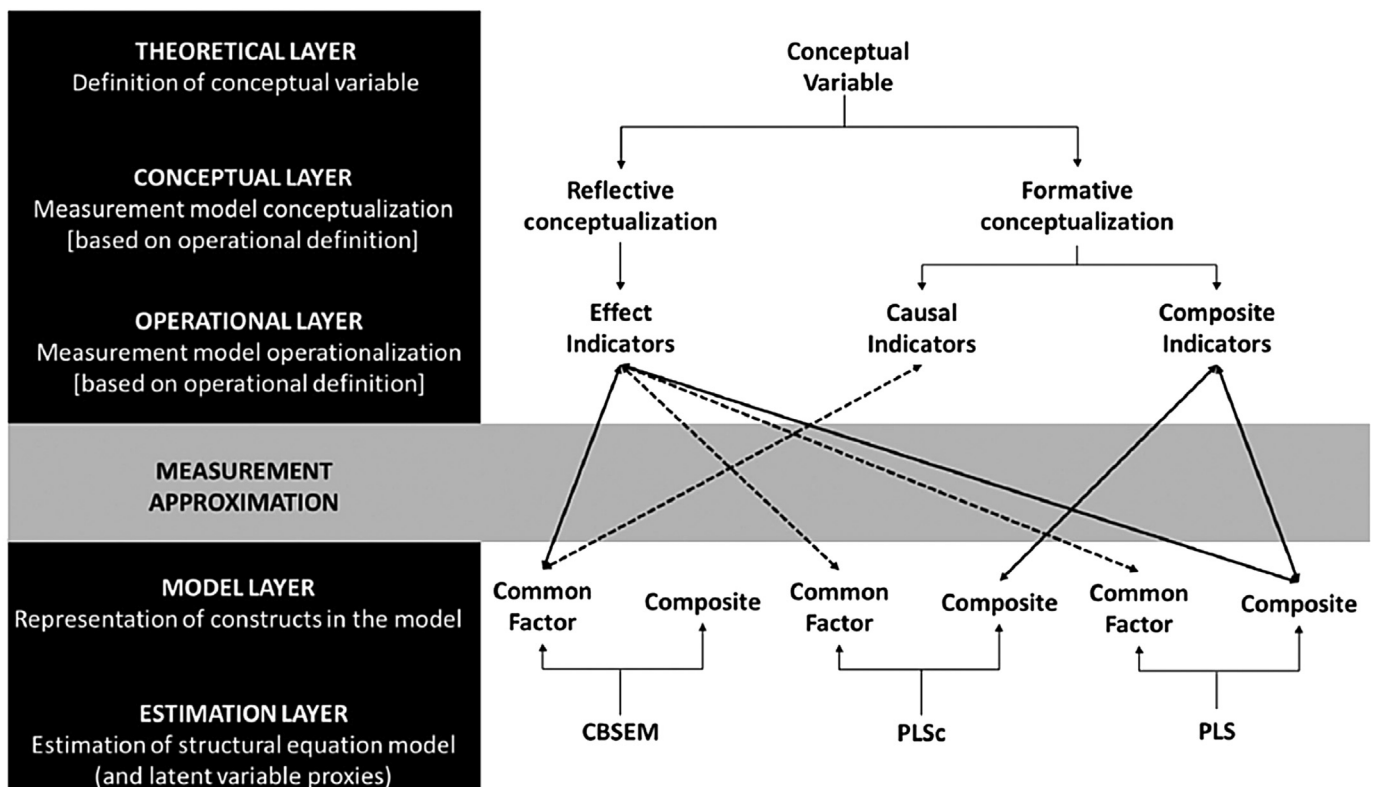 THEORETICAL LAYER
Definition of conceptual variable
Conceptual
Variable
CONCEPTUAL LAYER
Measurement model conceptualization
[based on operational definition]
Reflective
conceptualization
Formative
conceptualization
OPERATIONAL LAYER
Measurement model operationalization
[based on operational definition]
Effect
Indicators
Causal
Indicators
Composite
Indicators
MEASUREMENT
APPROXIMATION
MODEL LAYER
Representation of constructs in the model
Common
Factor
Composite
Common
Factor
Composite
Common
Factor
Composite
ESTIMATION LAYER
Estimation of structural equation model
(and latent variable proxies)
CBSEM
PLSc
PLS